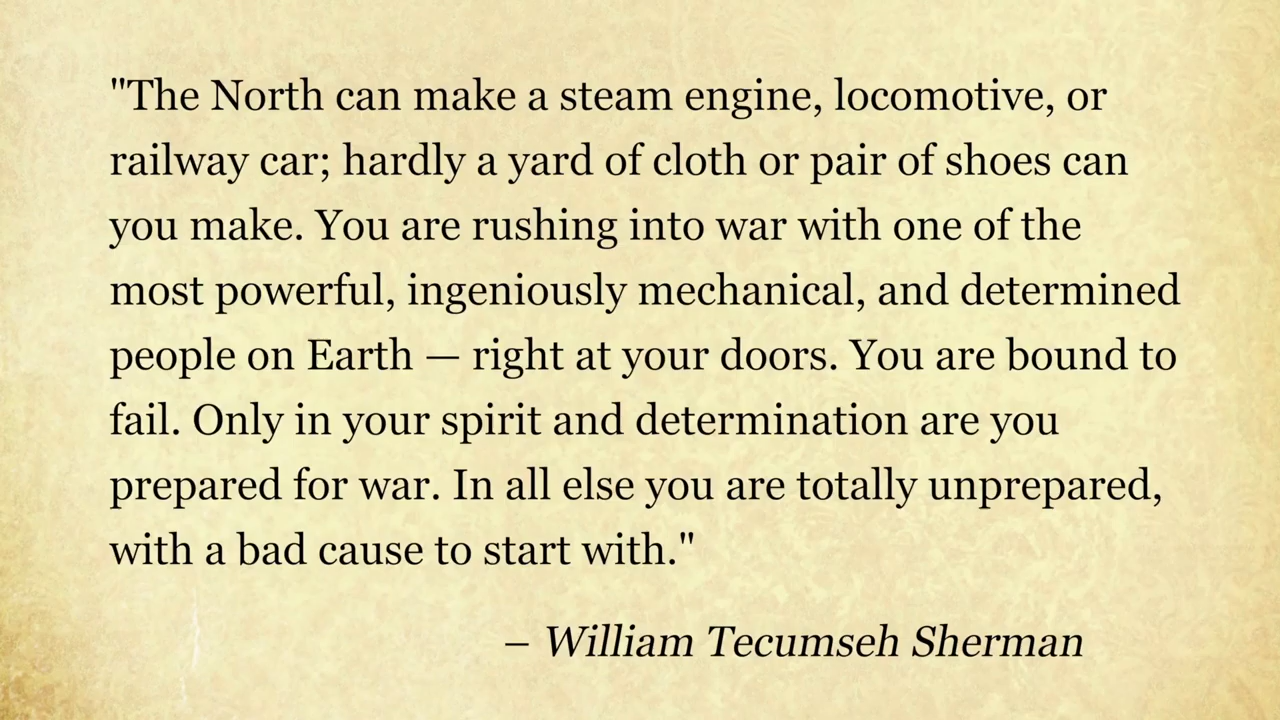 "The North can make a steam engine, locomotive, or
railway car; hardly a yard of cloth or pair of shoes can
you make. You are rushing into war with one of the
most powerful, ingeniously mechanical, and determined
people on Earth — right at your doors. You are bound to
fail. Only in your spirit and determination are you
prepared for war. In all else you are totally unprepared,
with a bad cause to start with."
– William Tecumseh Sherman